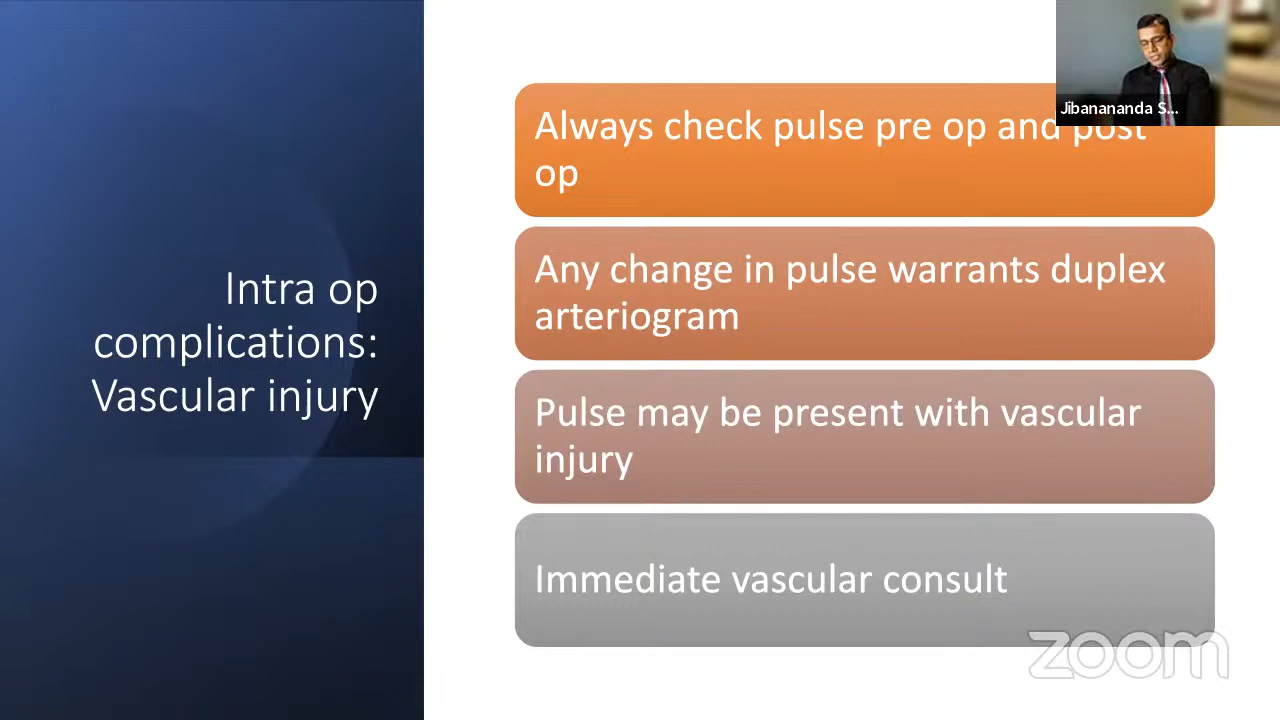 Jibanananda S...
Always check pulse pre op and post
op
Any change in pulse warrants duplex
arteriogram
Intra op
complications:
Vascular injury
Pulse may be present with vascular
injury
Immediate vascular consult
zoom